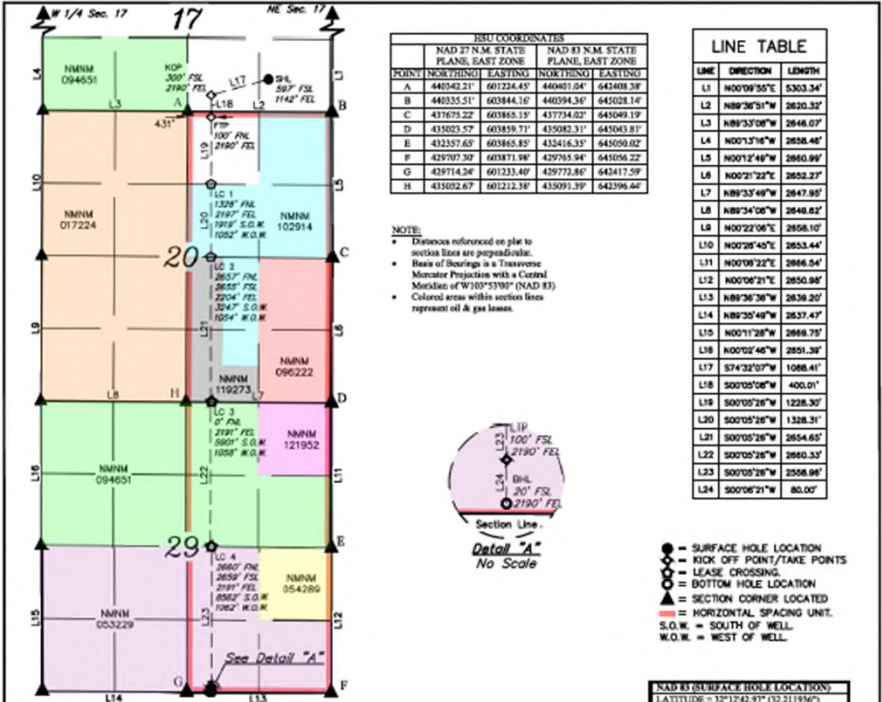 W 1/4 Sec. 17
17
NE Sec. 17
L4
NMNM
094651
KOP
300' FSL
2190' FEL
L17
SHL
597' FSL
1142' FEL
L1
L3
A
L18
L2
B
431'
FTP
100' FNL
2190' FEL
L19
L10
L5
LC 1
1328' FNL
2197' FEL
1919' S.O.W.
1052' W.O.W.
L20
NMNM
017224
NMNM
102914
20
C
LC 2
2657' FNL
2655' FSL
2204' FEL
3247' S.O.W.
1054' W.O.W.
L9
L21
L6
NMNM
096222
NMNM
119273
L8
H
L7
D
LC 3
0' FNL
2191' FEL
5901' S.O.W.
1058' W.O.W.
NMNM
121952
L16
NMNM
094651
L22
L11
29
E
LC 4
2660' FNL
2659' FSL
2191' FEL
8562' S.O.W.
1062' W.O.W.
NMNM
054289
L15
NMNM
053229
L23
L12
See Detail "A"
G
F
L14
L13
HSU COORDINATES
NAD 27 N.M. STATE PLANE, EAST ZONE NAD 83 N.M. STATE PLANE, EAST ZONE
POINT NORTHING EASTING NORTHING EASTING
A 440342.21' 601224.45' 440401.04' 642408.38'
B 440335.51' 603844.16' 440394.36' 645028.14'
C 437675.22' 603865.15' 437734.02' 645049.19'
D 435023.57' 603859.71' 435082.31' 645043.81'
E 432357.65' 603865.85' 432416.35' 645050.02'
F 429707.30' 603871.98' 429765.94' 645056.22'
G 429714.24' 601233.40' 429772.86' 642417.59'
H 435032.67' 601212.38' 435091.39' 642396.44'
NOTE:
• Distances referenced on plat to
section lines are perpendicular.
• Basis of Bearings is a Transverse
Mercator Projection with a Central
Meridian of W103°53'00" (NAD 83)
• Colored areas within section lines
represent oil & gas leases.
LINE TABLE
LINE DIRECTION LENGTH
L1 N00°09'55"E 5303.34'
L2 N89°36'51"W 2620.32'
L3 N89°33'08"W 2646.07'
L4 N00°13'16"W 2658.46'
L5 N00°12'49"W 2660.99'
L6 N00°21'22"E 2652.27'
L7 N89°33'49"W 2647.95'
L8 N89°34'06"W 2649.62'
L9 N00°22'06"E 2658.10'
L10 N00°26'45"E 2653.44'
L11 N00°06'22"E 2666.54'
L12 N00°06'21"E 2650.98'
L13 N89°36'36"W 2639.20'
L14 N89°35'49"W 2637.47'
L15 N00°11'28"W 2669.75'
L16 N00°02'46"W 2651.39'
L17 S74°32'07"W 1088.41'
L18 S00°05'08"W 400.01'
L19 S00°05'26"W 1228.30'
L20 S00°05'26"W 1328.31'
L21 S00°05'26"W 2654.65'
L22 S00°05'26"W 2660.33'
L23 S00°05'26"W 2558.96'
L24 S00°06'21"W 80.00'
LTP
100' FSL
2190' FEL
L23
L24
BHL
20' FSL
2190' FEL
Section Line
Detail "A"
No Scale
= SURFACE HOLE LOCATION
= KICK OFF POINT/TAKE POINTS
= LEASE CROSSING.
= BOTTOM HOLE LOCATION
= SECTION CORNER LOCATED
= HORIZONTAL SPACING UNIT.
S.O.W. = SOUTH OF WELL.
W.O.W. = WEST OF WELL.
NAD 83 (SURFACE HOLE LOCATION)
LATITUDE = 32°12'42.97" (32.211936°)